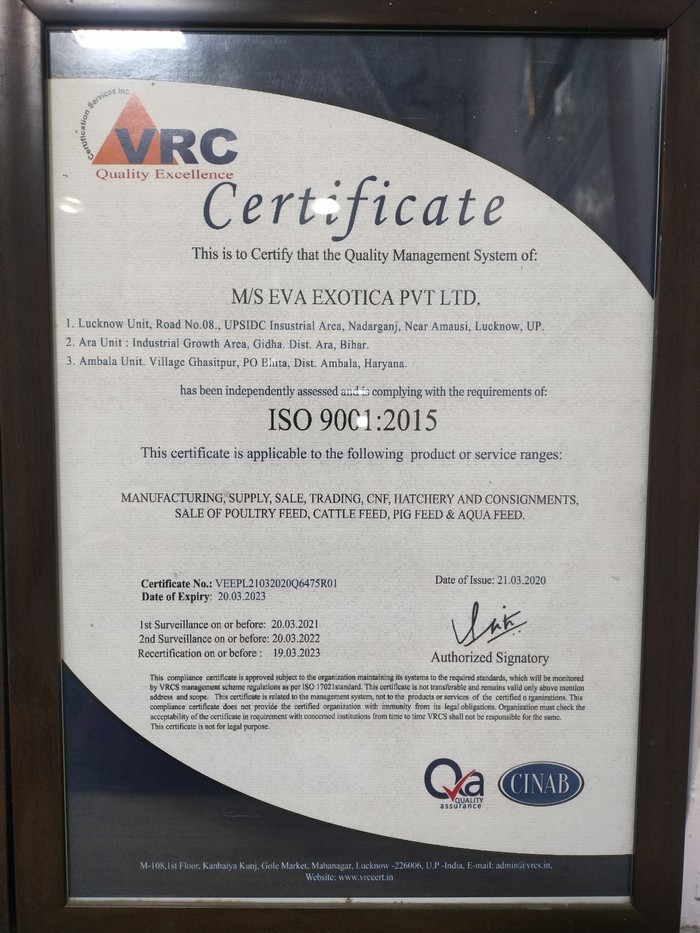 Certification Services Inc.
VRC
Quality Excellence
Certificate
This is to Certify that the Quality Management System of:
M/S EVA EXOTICA PVT LTD.
1. Lucknow Unit, Road No.08., UPSIDC Insustrial Area, Nadarganj, Near Amausi, Lucknow, UP.
2. Ara Unit : Industrial Growth Area, Gidha. Dist. Ara, Bihar.
3. Ambala Unit. Village Ghasitpur, PO Bhita, Dist. Ambala, Haryana.
has been independently assessed and is complying with the requirements of:
ISO 9001:2015
This certificate is applicable to the following product or service ranges:
MANUFACTURING, SUPPLY, SALE, TRADING, CNF, HATCHERY AND CONSIGNMENTS,
SALE OF POULTRY FEED, CATTLE FEED, PIG FEED & AQUA FEED.
Certificate No.: VEEPL21032020Q6475R01
Date of Expiry: 20.03.2023
Date of Issue: 21.03.2020
1st Surveillance on or before: 20.03.2021
2nd Surveillance on or before: 20.03.2022
Recertification on or before : 19.03.2023
Authorized Signatory
This compliance certificate is approved subject to the organization maintaining its systems to the required standards, which will be monitored
by VRCS management scheme regulations as per ISO 17021standard. This certificate is not transferable and remains valid only above mention
address and scope. This certificate is related to the management system, not to the products or services of the certified o rganizations. This
compliance certificate does not provide the certified organization with immunity from its legal obligations. Organization must check the
acceptability of the certificate in requirement with concerned institutions from time to time VRCS shall not be responsible for the same.
This certificate is not for legal purpose.
Qa
QUALITY
assurance
CINAB
M-108,1st Floor, Kanhaiya Kunj, Gole Market, Mahanagar, Lucknow -226006, U.P -India, E-mail: admin@vrcs.in,
Website: www.vrccert.in